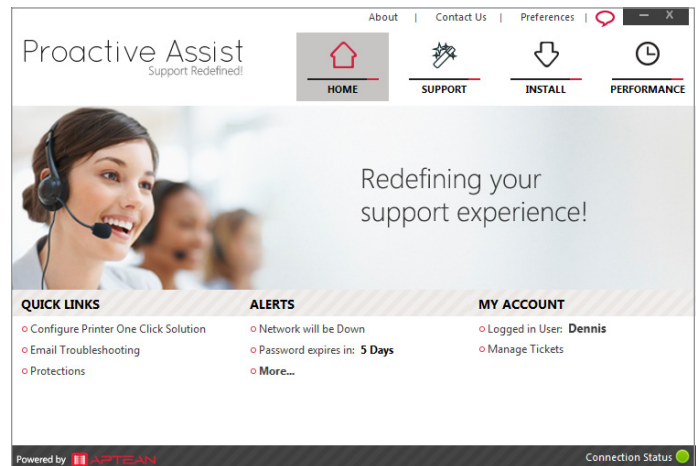 About | Contact Us | Preferences |
Proactive Assist
Support Redefined!
HOME SUPPORT INSTALL PERFORMANCE
Redefining your
support experience!
QUICK LINKS ALERTS MY ACCOUNT
Configure Printer One Click Solution Network will be Down Logged in User: Dennis
Email Troubleshooting Password expires in: 5 Days Manage Tickets
Protections More...
Powered by APTEAN Connection Status